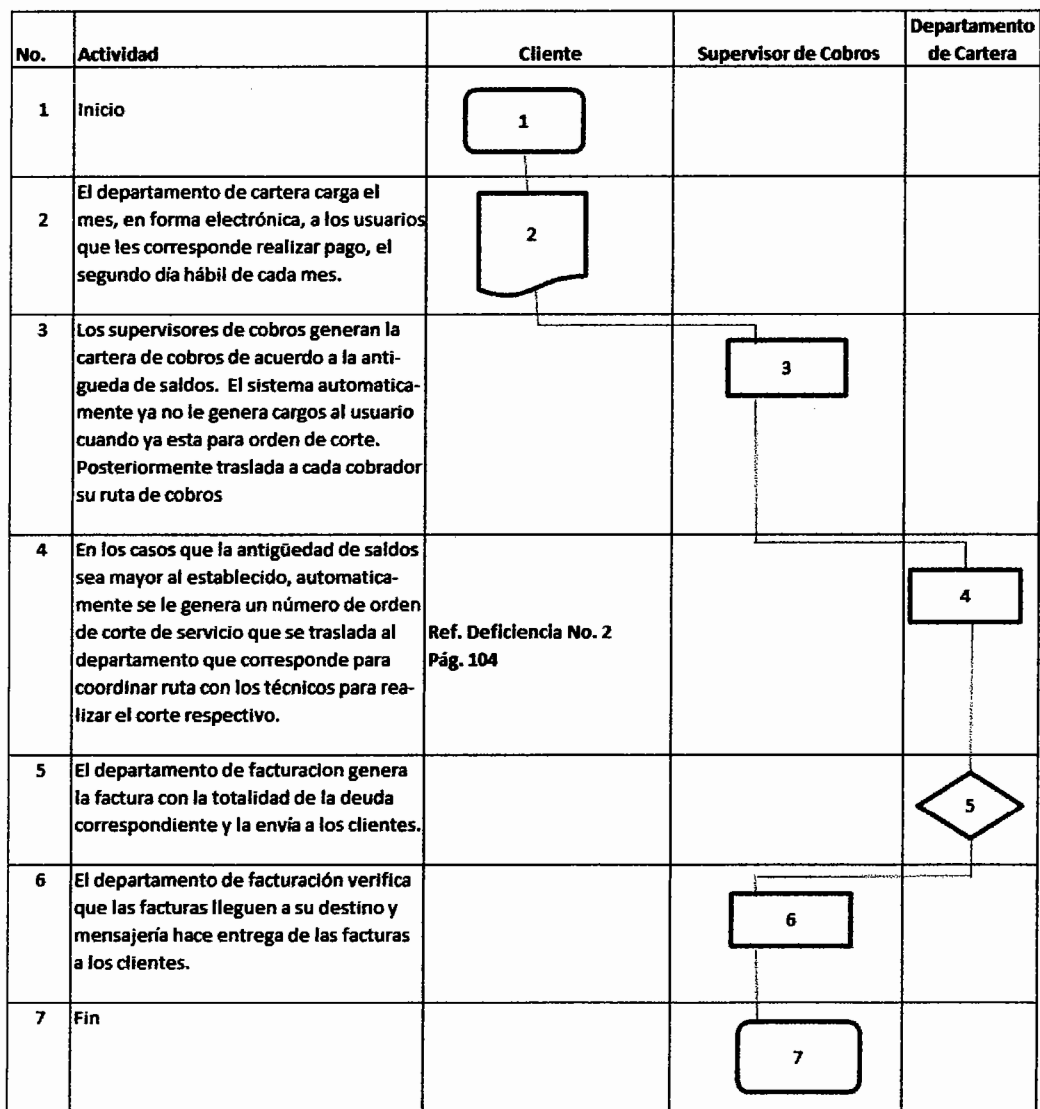 No. Actividad Cliente Supervisor de Cobros Departamento de Cartera
1 Inicio 1
2 El departamento de cartera carga el
mes, en forma electrónica, a los usuarios
que les corresponde realizar pago, el
segundo día hábil de cada mes.
2
3 Los supervisores de cobros generan la
cartera de cobros de acuerdo a la anti-
gueda de saldos. El sistema automatica-
mente ya no le genera cargos al usuario
cuando ya esta para orden de corte.
Posteriormente traslada a cada cobrador
su ruta de cobros
3
4 En los casos que la antigüedad de saldos
sea mayor al establecido, automatica-
mente se le genera un número de orden
de corte de servicio que se traslada al
departamento que corresponde para
coordinar ruta con los técnicos para rea-
lizar el corte respectivo.
Ref. Deficiencia No. 2
Pág. 104
4
5 El departamento de facturacion genera
la factura con la totalidad de la deuda
correspondiente y la envía a los clientes.
5
6 El departamento de facturación verifica
que las facturas lleguen a su destino y
mensajería hace entrega de las facturas
a los clientes.
6
7 Fin
7